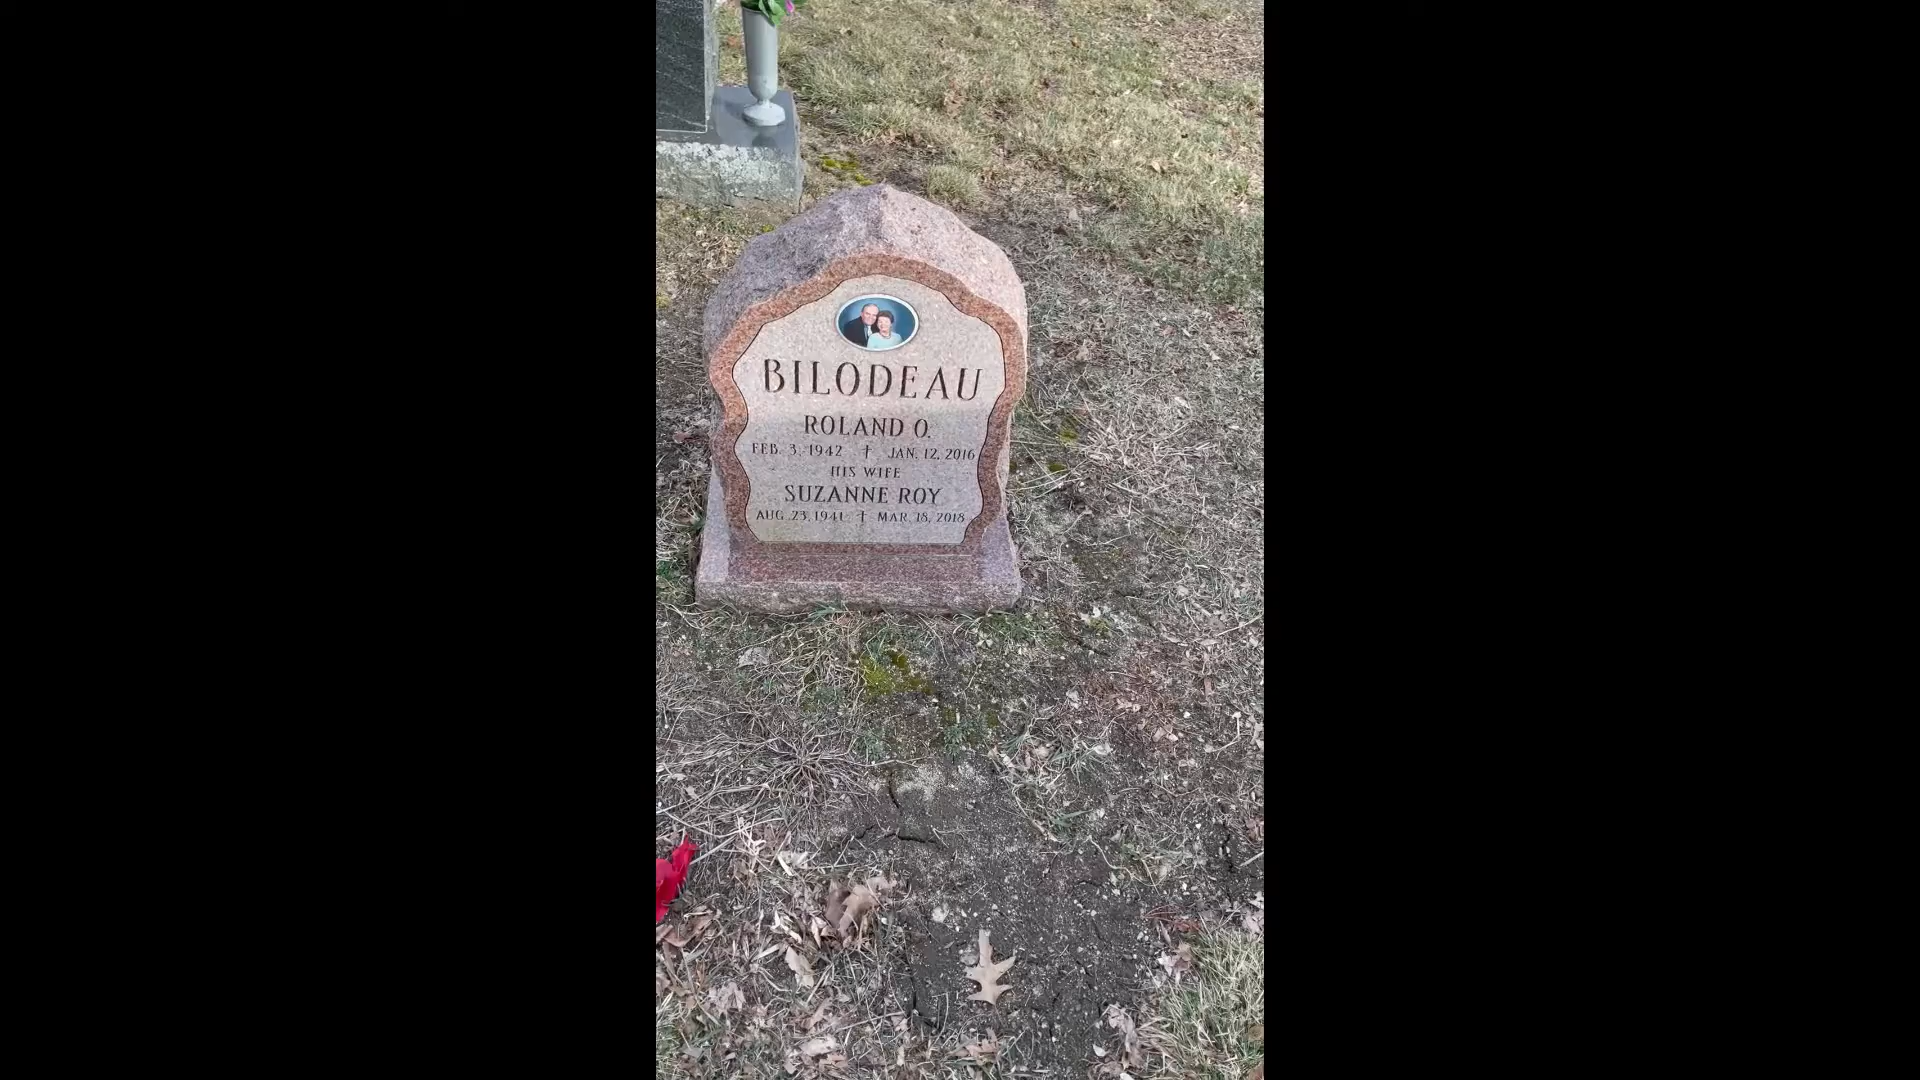 BILODEAU
ROLAND O.
FEB. 3, 1942 † JAN. 12, 2016
HIS WIFE
SUZANNE ROY
AUG. 23, 1941 † MAR. 18, 2018